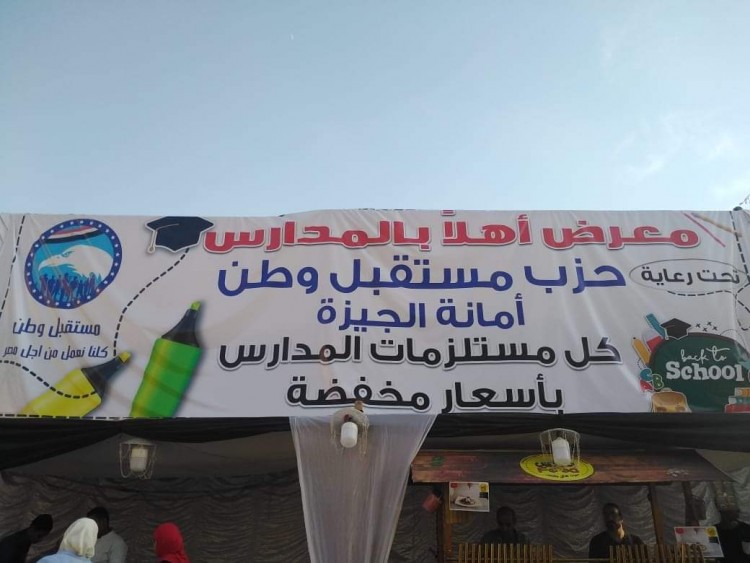 معرض أهلاً بالمدارس
تحت رعاية
حزب مستقبل وطن
أمانة الجيزة
كل مستلزمات المدارس
بأسعار مخفضة
مستقبل وطن
كلنا نعمل من اجل مصر
back to
School